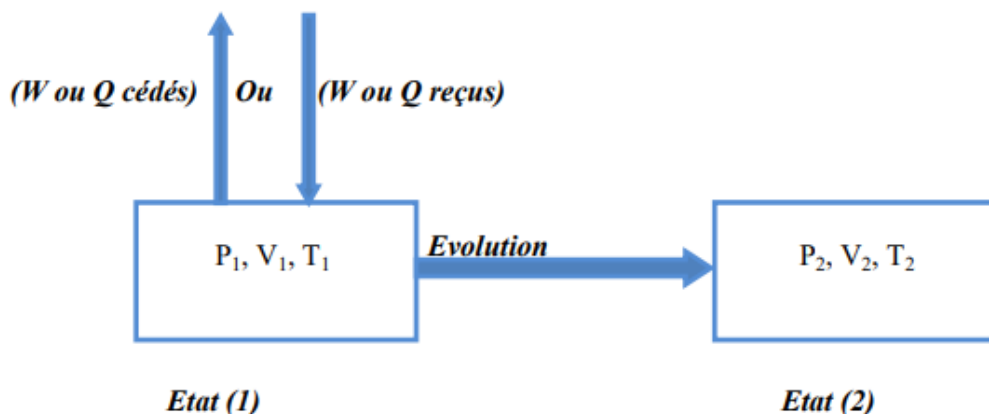 (W ou Q cédés) Ou (W ou Q reçus)
P₁, V₁, T₁
Evolution
P₂, V₂, T₂
Etat (1)
Etat (2)